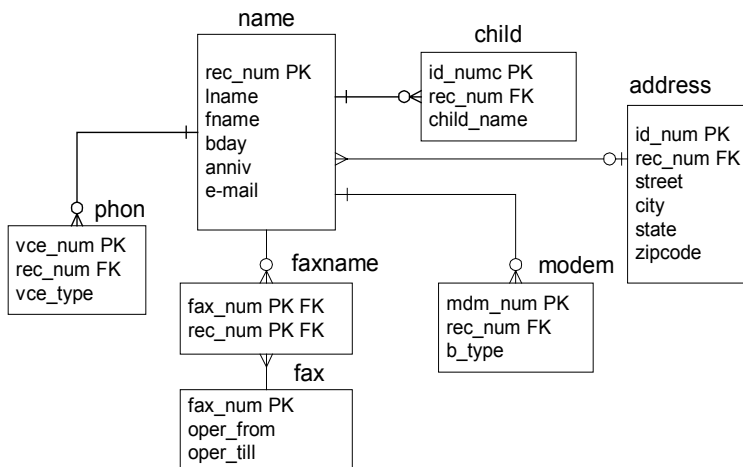 name
rec_num PK
lname
fname
bday
anniv
e-mail
child
id_numc PK
rec_num FK
child_name
address
id_num PK
rec_num FK
street
city
state
zipcode
phon
vce_num PK
rec_num FK
vce_type
faxname
fax_num PK FK
rec_num PK FK
modem
mdm_num PK
rec_num FK
b_type
fax
fax_num PK
oper_from
oper_till